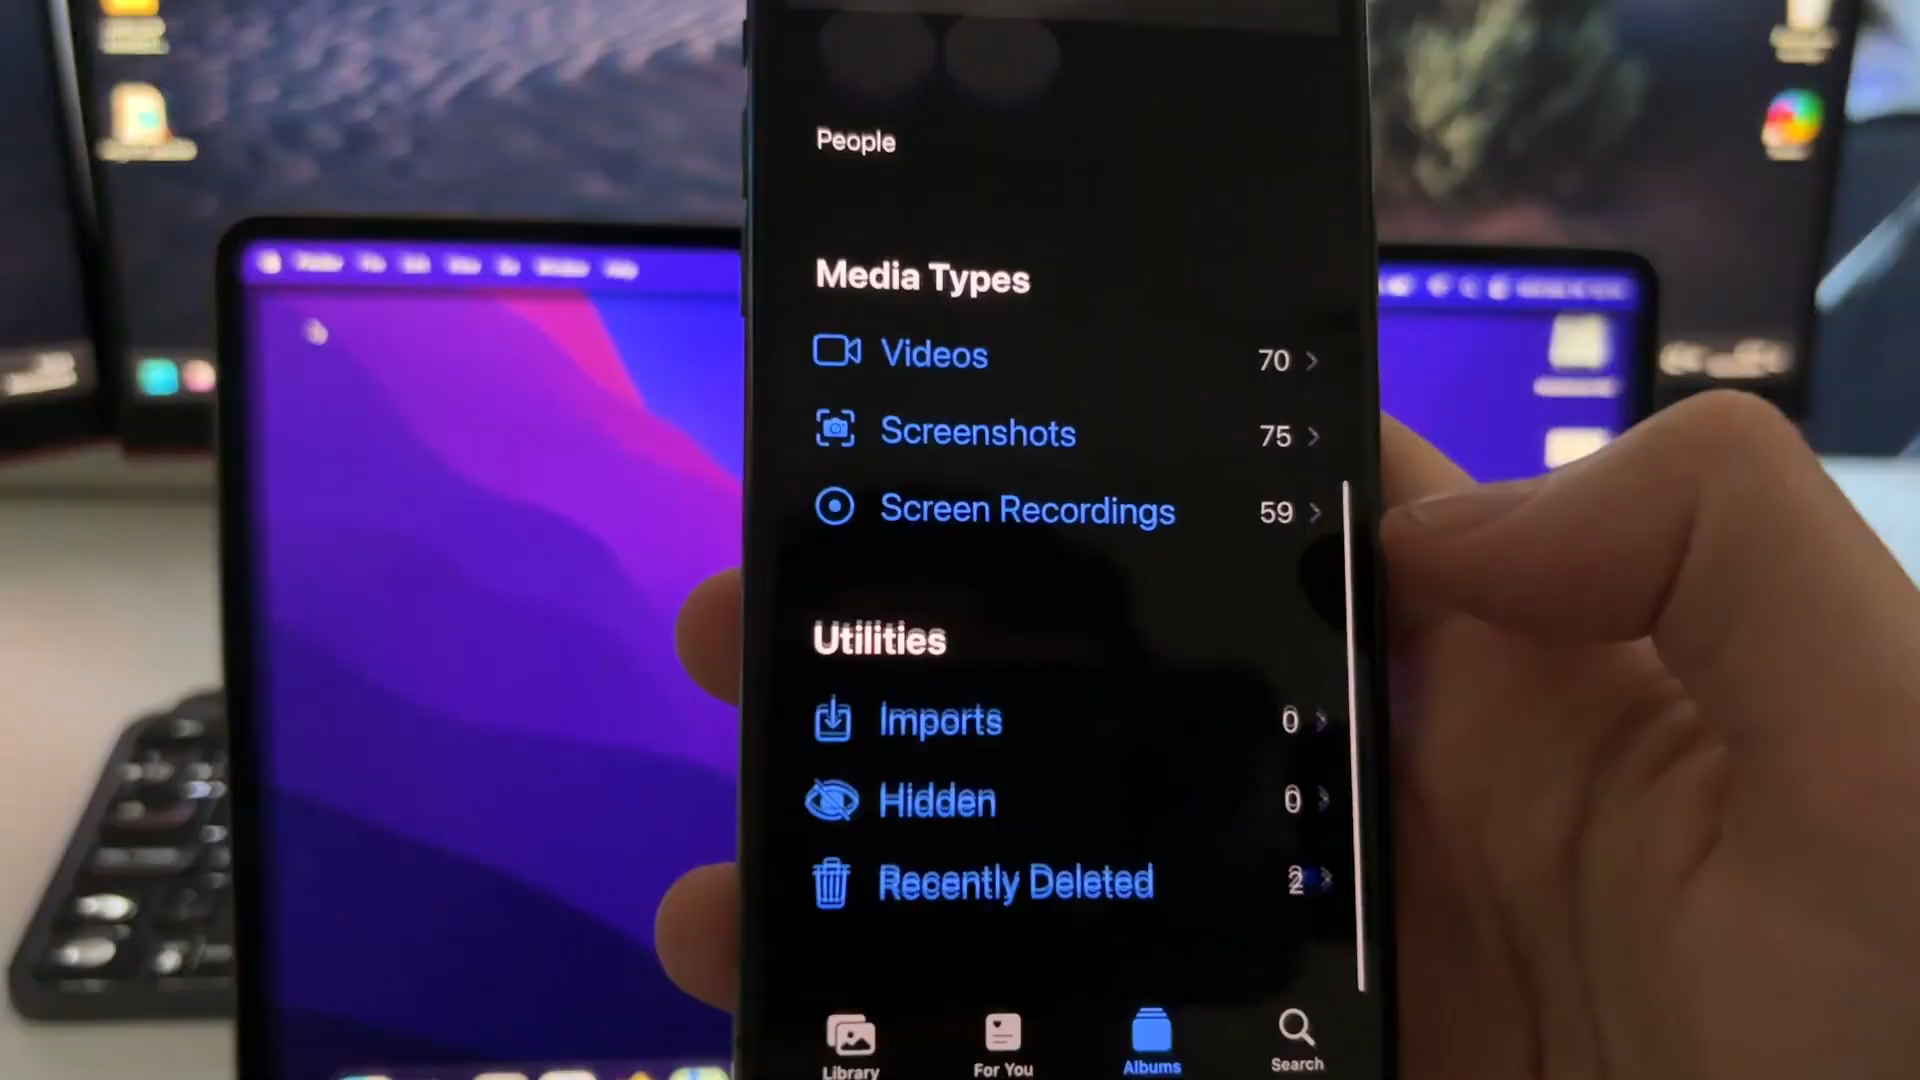 People
Media Types
Videos 70
Screenshots 75
Screen Recordings 59
Utilities
Imports 0
Hidden 0
Recently Deleted 2
Library For You Albums Search